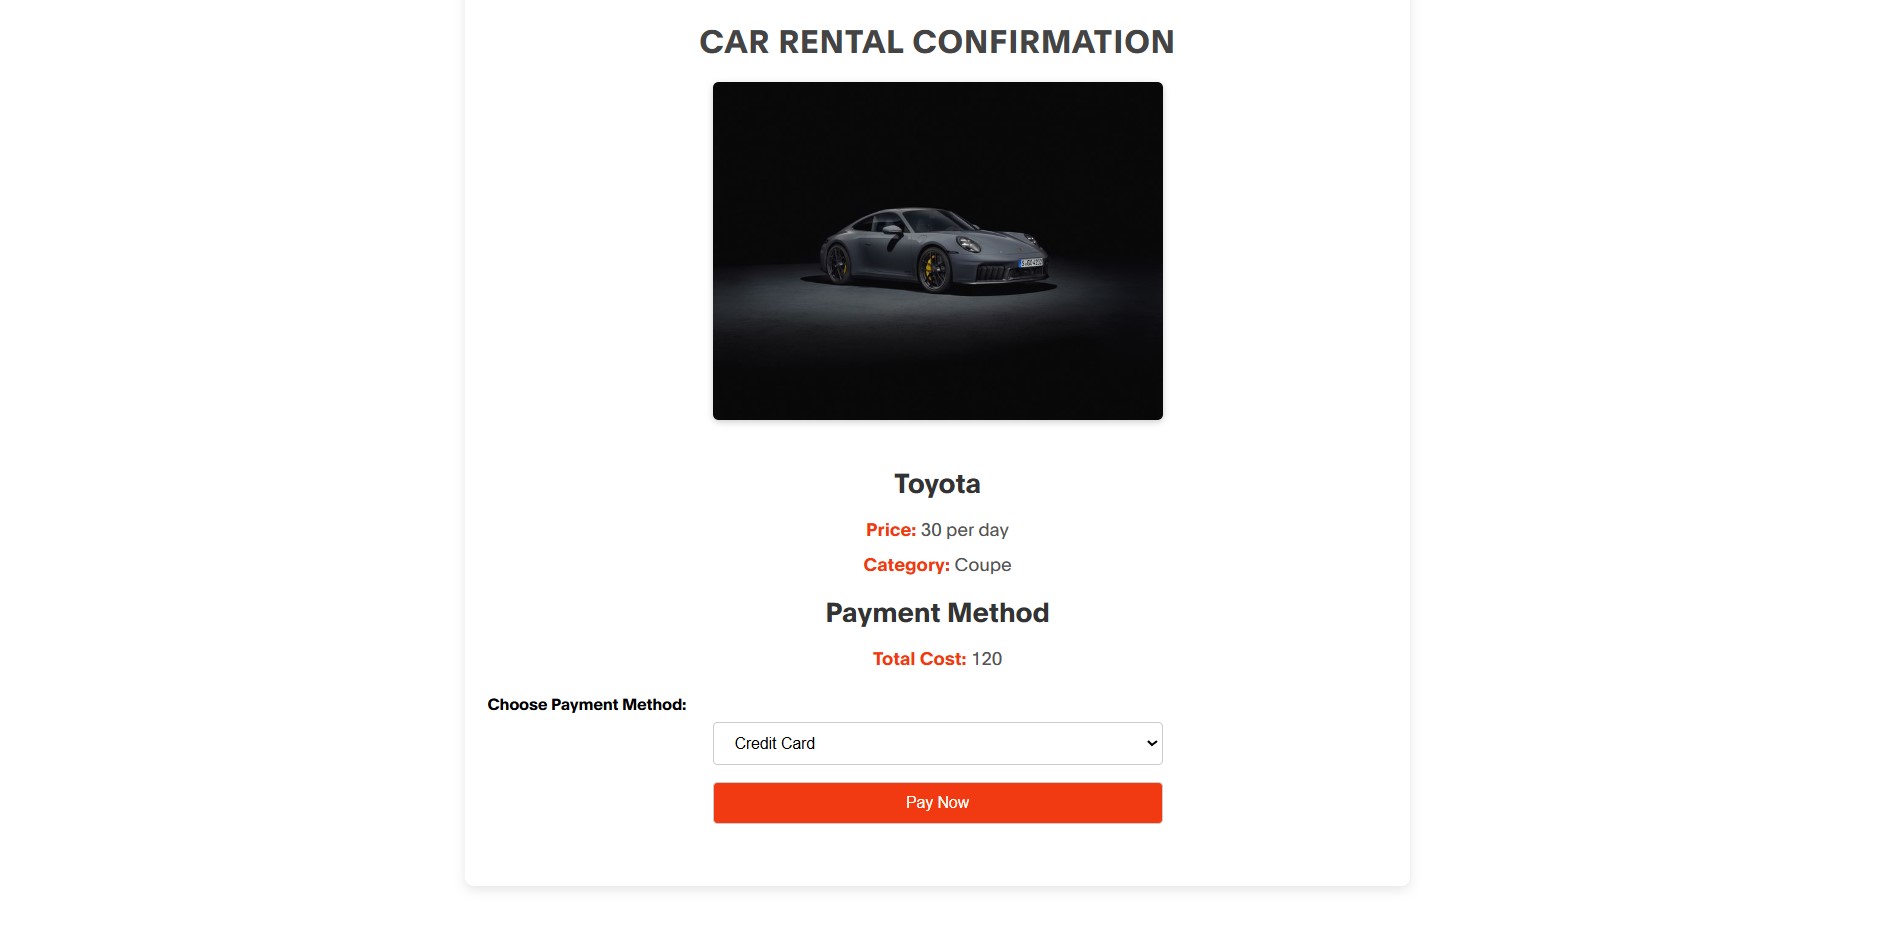 CAR RENTAL CONFIRMATION
Toyota
Price: 30 per day
Category: Coupe
Payment Method
Total Cost: 120
Choose Payment Method:
Credit Card
Pay Now